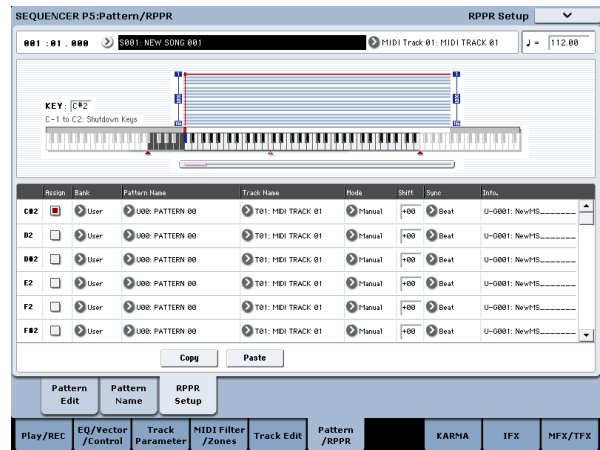 SEQUENCER P5:Pattern/RPPR RPPR Setup
001 :01 . 000 S001: NEW SONG 001 MIDI Track 01: MIDI TRACK 01 ♩ = 112.00
KEY: C#2
C-1 to C2: Shutdown Keys
Assign Bank Pattern Name Track Name Mode Shift Sync Info.
C#2 User U00: PATTERN 00 T01: MIDI TRACK 01 Manual +00 Beat U-G001: NewMS________
D2 User U00: PATTERN 00 T01: MIDI TRACK 01 Manual +00 Beat U-G001: NewMS________
D#2 User U00: PATTERN 00 T01: MIDI TRACK 01 Manual +00 Beat U-G001: NewMS________
E2 User U00: PATTERN 00 T01: MIDI TRACK 01 Manual +00 Beat U-G001: NewMS________
F2 User U00: PATTERN 00 T01: MIDI TRACK 01 Manual +00 Beat U-G001: NewMS________
F#2 User U00: PATTERN 00 T01: MIDI TRACK 01 Manual +00 Beat U-G001: NewMS________
Copy Paste
Pattern Edit Pattern Name RPPR Setup
Play/REC EQ/Vector /Control Track Parameter MIDI Filter /Zones Track Edit Pattern /RPPR KARMA IFX MFX/TFX